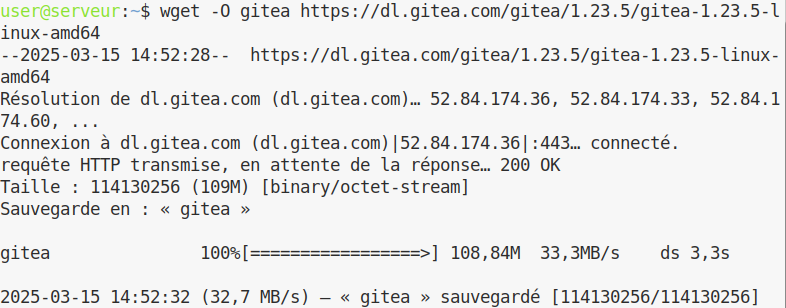 user@serveur:~$ wget -O gitea https://dl.gitea.com/gitea/1.23.5/gitea-1.23.5-l
inux-amd64
--2025-03-15 14:52:28--  https://dl.gitea.com/gitea/1.23.5/gitea-1.23.5-linux-
amd64
Résolution de dl.gitea.com (dl.gitea.com)… 52.84.174.36, 52.84.174.33, 52.84.1
74.60, ...
Connexion à dl.gitea.com (dl.gitea.com)|52.84.174.36|:443… connecté.
requête HTTP transmise, en attente de la réponse… 200 OK
Taille : 114130256 (109M) [binary/octet-stream]
Sauvegarde en : « gitea »
gitea               100%[=================>] 108,84M  33,3MB/s    ds 3,3s
2025-03-15 14:52:32 (32,7 MB/s) — « gitea » sauvegardé [114130256/114130256]